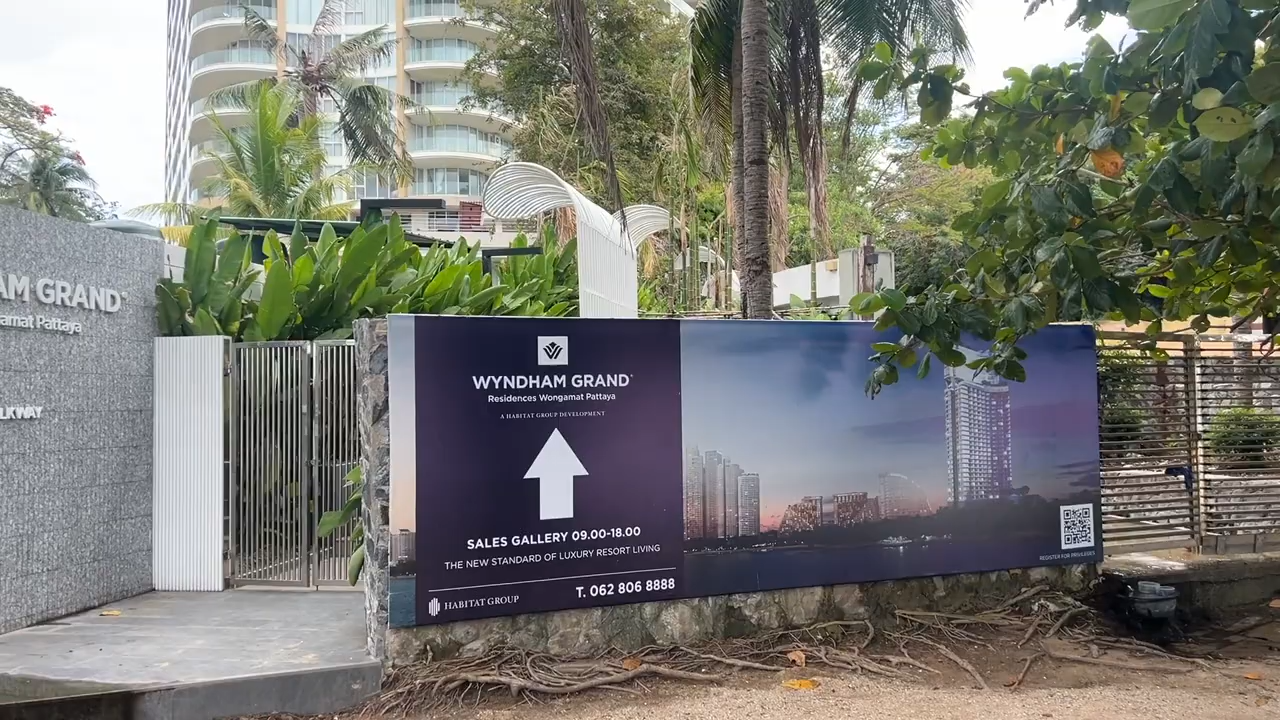 AM GRAND
gamat Pattaya
LKWAY
WYNDHAM GRAND
Residences Wongamat Pattaya
A HABITAT GROUP DEVELOPMENT
SALES GALLERY 09.00-18.00
THE NEW STANDARD OF LUXURY RESORT LIVING
HABITAT GROUP
T. 062 806 8888
REGISTER FOR PRIVILEGES